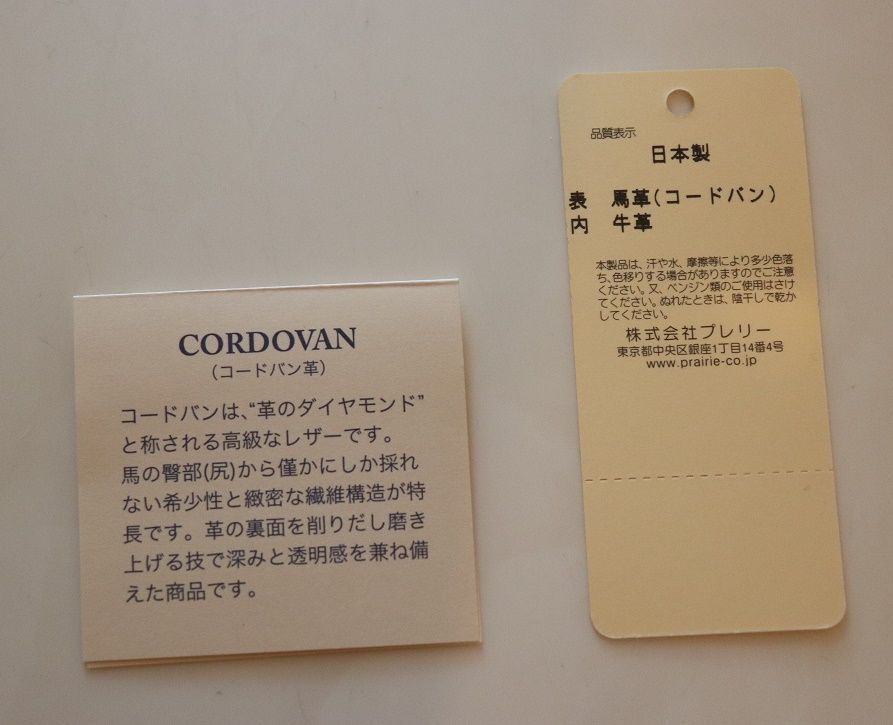 CORDOVAN
（コードバン革）
コードバンは、“革のダイヤモンド”
と称される高級なレザーです。
馬の臀部(尻)から僅かにしか採れ
ない希少性と緻密な繊維構造が特
長です。革の裏面を削りだし磨き
上げる技で深みと透明感を兼ね備
えた商品です。
品質表示
日本製
表　馬革（コードバン）
内　牛革
本製品は、汗や水、摩擦等により多少色落
ち、色移りする場合がありますのでご注意
ください。又、ベンジン類のご使用はさけ
てください。ぬれたときは、陰干しで乾か
してください。
株式会社プレリー
東京都中央区銀座1丁目14番4号
www.prairie-co.jp